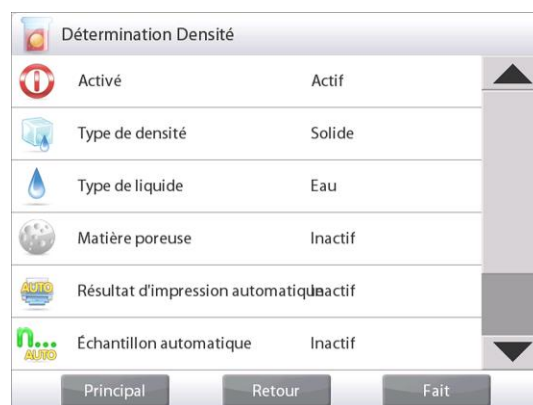 Détermination Densité
Activé Actif
Type de densité Solide
Type de liquide Eau
Matière poreuse Inactif
AUTO Résultat d'impression automatique Inactif
n... AUTO Échantillon automatique Inactif
Principal Retour Fait